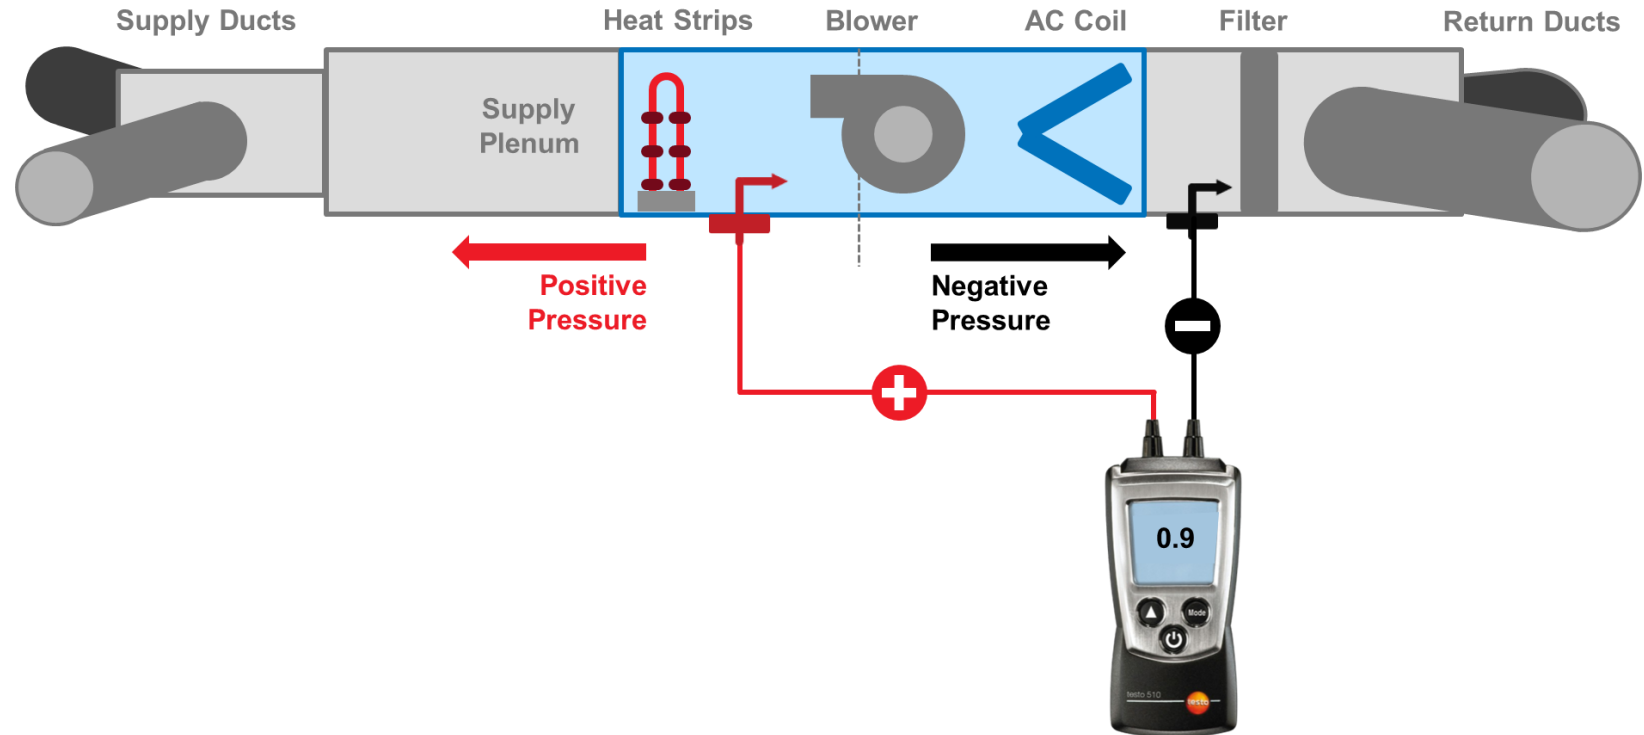 Supply Ducts
Heat Strips
Blower
AC Coil
Filter
Return Ducts
Supply
Plenum
Positive
Pressure
Negative
Pressure
0.9
Mode
testo 510
testo